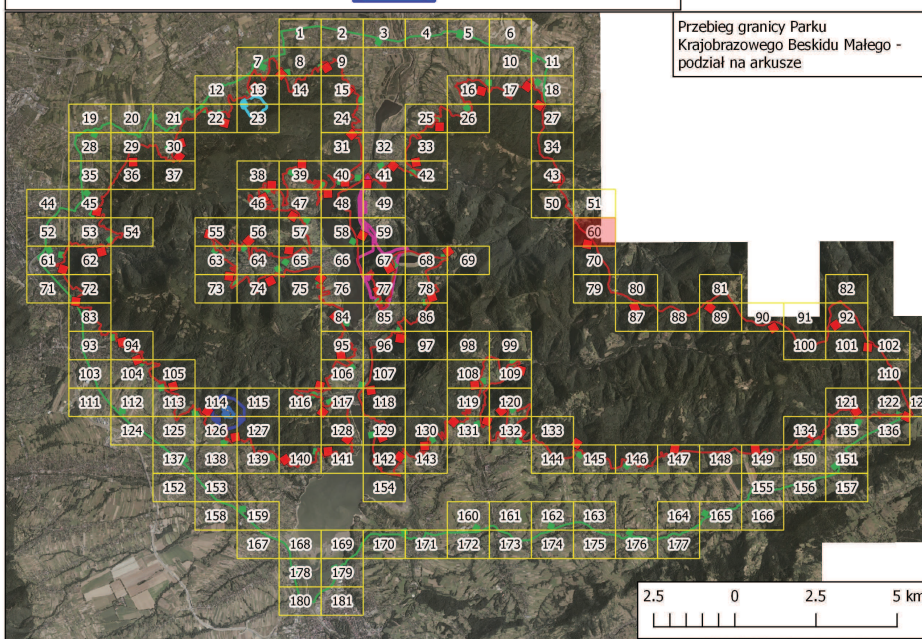 Przebieg granicy Parku
Krajobrazowego Beskidu Małego -
podział na arkusze
1 2 3 4 5 6
7 8 9 10 11
12 13 14 15 16 17 18
19 20 21 22 23 24 25 26 27
28 29 30 31 32 33 34
35 36 37 38 39 40 41 42 43
44 45 46 47 48 49 50 51
52 53 54 55 56 57 58 59 60
61 62 63 64 65 66 67 68 69 70
71 72 73 74 75 76 77 78 79 80 81 82
83 84 85 86 87 88 89 90 91 92
93 94 95 96 97 98 99 100 101 102
103 104 105 106 107 108 109 110
111 112 113 114 115 116 117 118 119 120 121 122
124 125 126 127 128 129 130 131 132 133 134 135 136
137 138 139 140 141 142 143 144 145 146 147 148 149 150 151
152 153 154 155 156 157
158 159 160 161 162 163 164 165 166
167 168 169 170 171 172 173 174 175 176 177
178 179
180 181
2.5 0 2.5 5 km